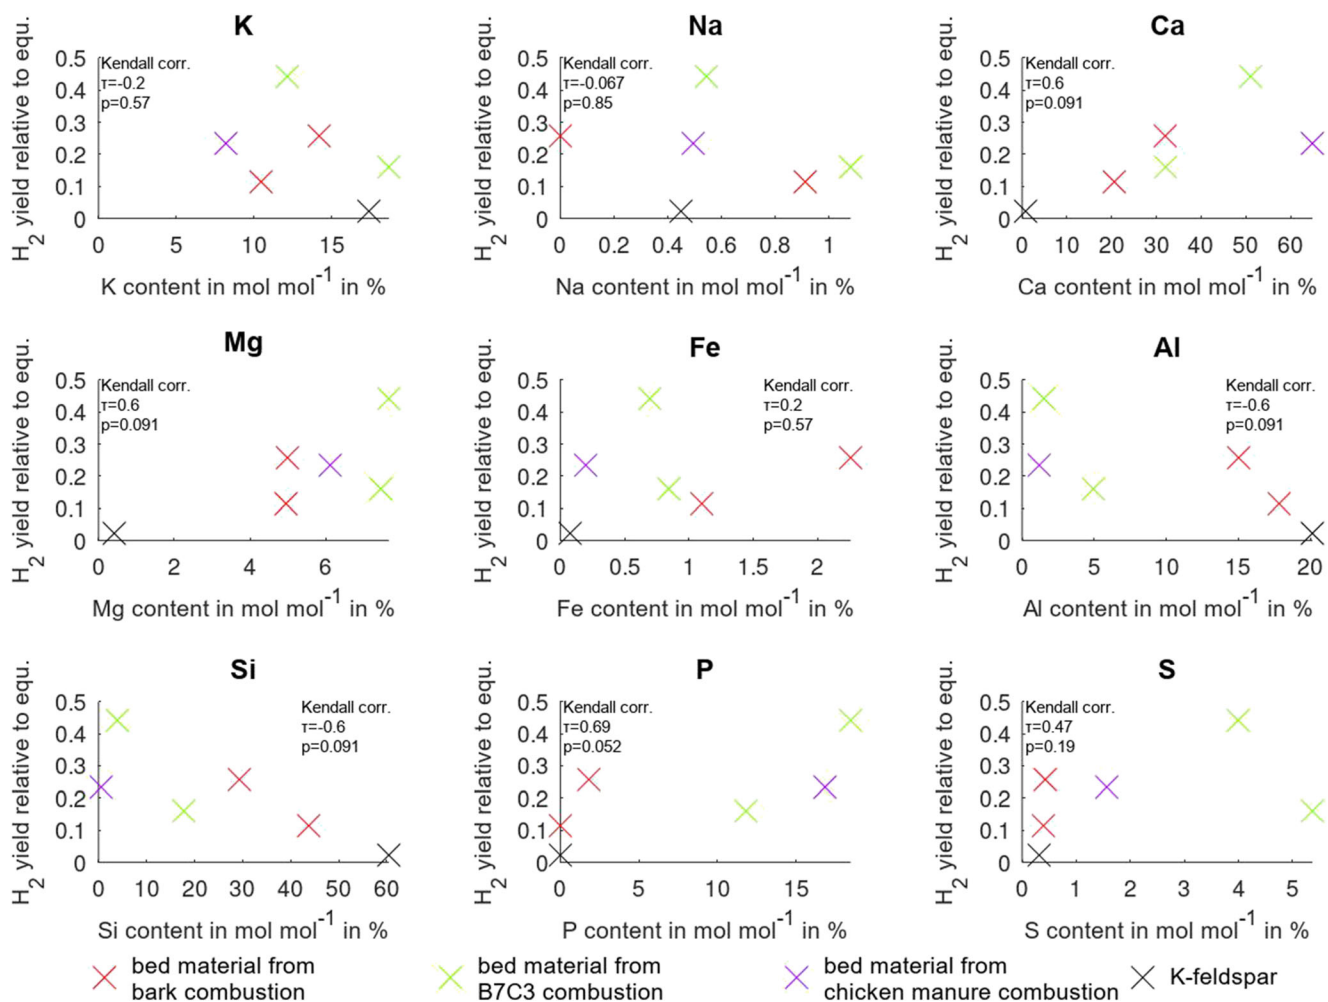 K
H2 yield relative to equ.
0.5
0.4
0.3
0.2
0.1
0
Kendall corr.
τ=-0.2
p=0.57
0 5 10 15
K content in mol mol-1 in %
Na
H2 yield relative to equ.
0.5
0.4
0.3
0.2
0.1
0
Kendall corr.
τ=-0.067
p=0.85
0 0.2 0.4 0.6 0.8 1
Na content in mol mol-1 in %
Ca
H2 yield relative to equ.
0.5
0.4
0.3
0.2
0.1
0
Kendall corr.
τ=0.6
p=0.091
0 10 20 30 40 50 60
Ca content in mol mol-1 in %
Mg
H2 yield relative to equ.
0.5
0.4
0.3
0.2
0.1
0
Kendall corr.
τ=0.6
p=0.091
0 2 4 6
Mg content in mol mol-1 in %
Fe
H2 yield relative to equ.
0.5
0.4
0.3
0.2
0.1
0
Kendall corr.
τ=0.2
p=0.57
0 0.5 1 1.5 2
Fe content in mol mol-1 in %
Al
H2 yield relative to equ.
0.5
0.4
0.3
0.2
0.1
0
Kendall corr.
τ=-0.6
p=0.091
0 5 10 15 20
Al content in mol mol-1 in %
Si
H2 yield relative to equ.
0.5
0.4
0.3
0.2
0.1
0
Kendall corr.
τ=-0.6
p=0.091
0 10 20 30 40 50 60
Si content in mol mol-1 in %
P
H2 yield relative to equ.
0.5
0.4
0.3
0.2
0.1
0
Kendall corr.
τ=0.69
p=0.052
0 5 10 15
P content in mol mol-1 in %
S
H2 yield relative to equ.
0.5
0.4
0.3
0.2
0.1
0
Kendall corr.
τ=0.47
p=0.19
0 1 2 3 4 5
S content in mol mol-1 in %
bed material from
bark combustion
bed material from
B7C3 combustion
bed material from
chicken manure combustion
K-feldspar